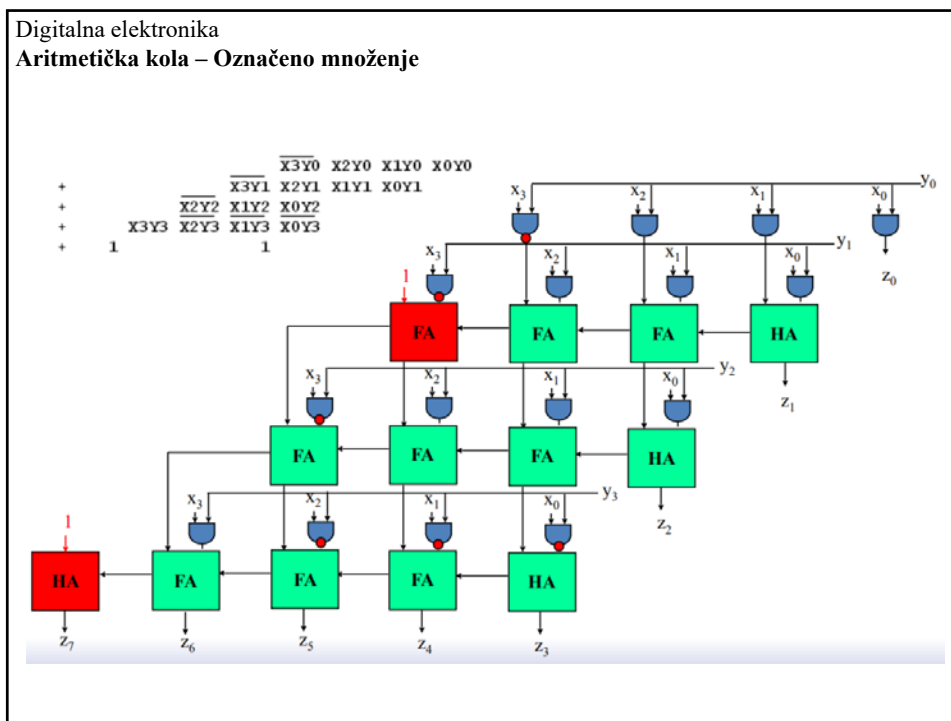 Digitalna elektronika
Aritmetička kola – Označeno množenje
X3Y0 X2Y0 X1Y0 X0Y0
+ X3Y1 X2Y1 X1Y1 X0Y1
+ X2Y2 X1Y2 X0Y2
+ X3Y3 X2Y3 X1Y3 X0Y3
+ 1 1
x₃ x₂ x₁ x₀ y₀
z₀
x₃ x₂ x₁ x₀ y₁
1
FA FA FA HA
z₁
x₃ x₂ x₁ x₀ y₂
FA FA FA HA
z₂
x₃ x₂ x₁ x₀ y₃
1
HA FA FA FA HA
z₇ z₆ z₅ z₄ z₃